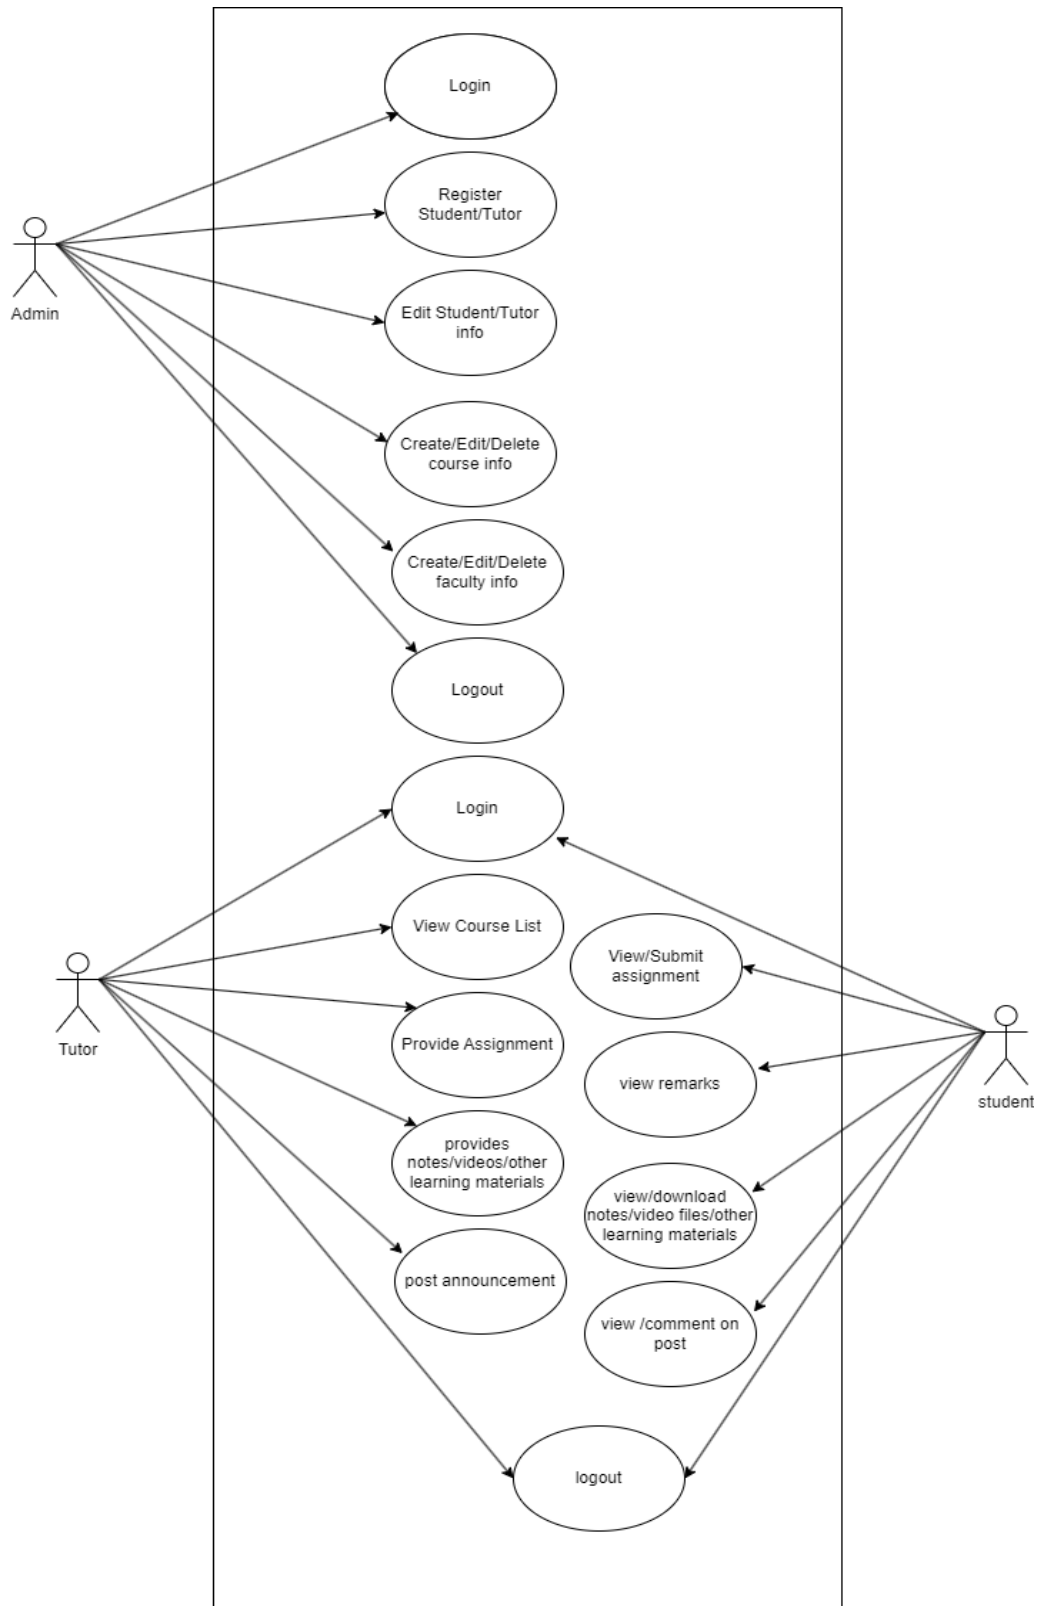 Login
Register
Student/Tutor
Admin
Edit Student/Tutor
info
Create/Edit/Delete
course info
Create/Edit/Delete
faculty info
Logout
Login
View Course List
View/Submit
assignment
Tutor
Provide Assignment
view remarks
student
provides
notes/videos/other
learning materials
view/download
notes/video files/other
learning materials
post announcement
view /comment on
post
logout